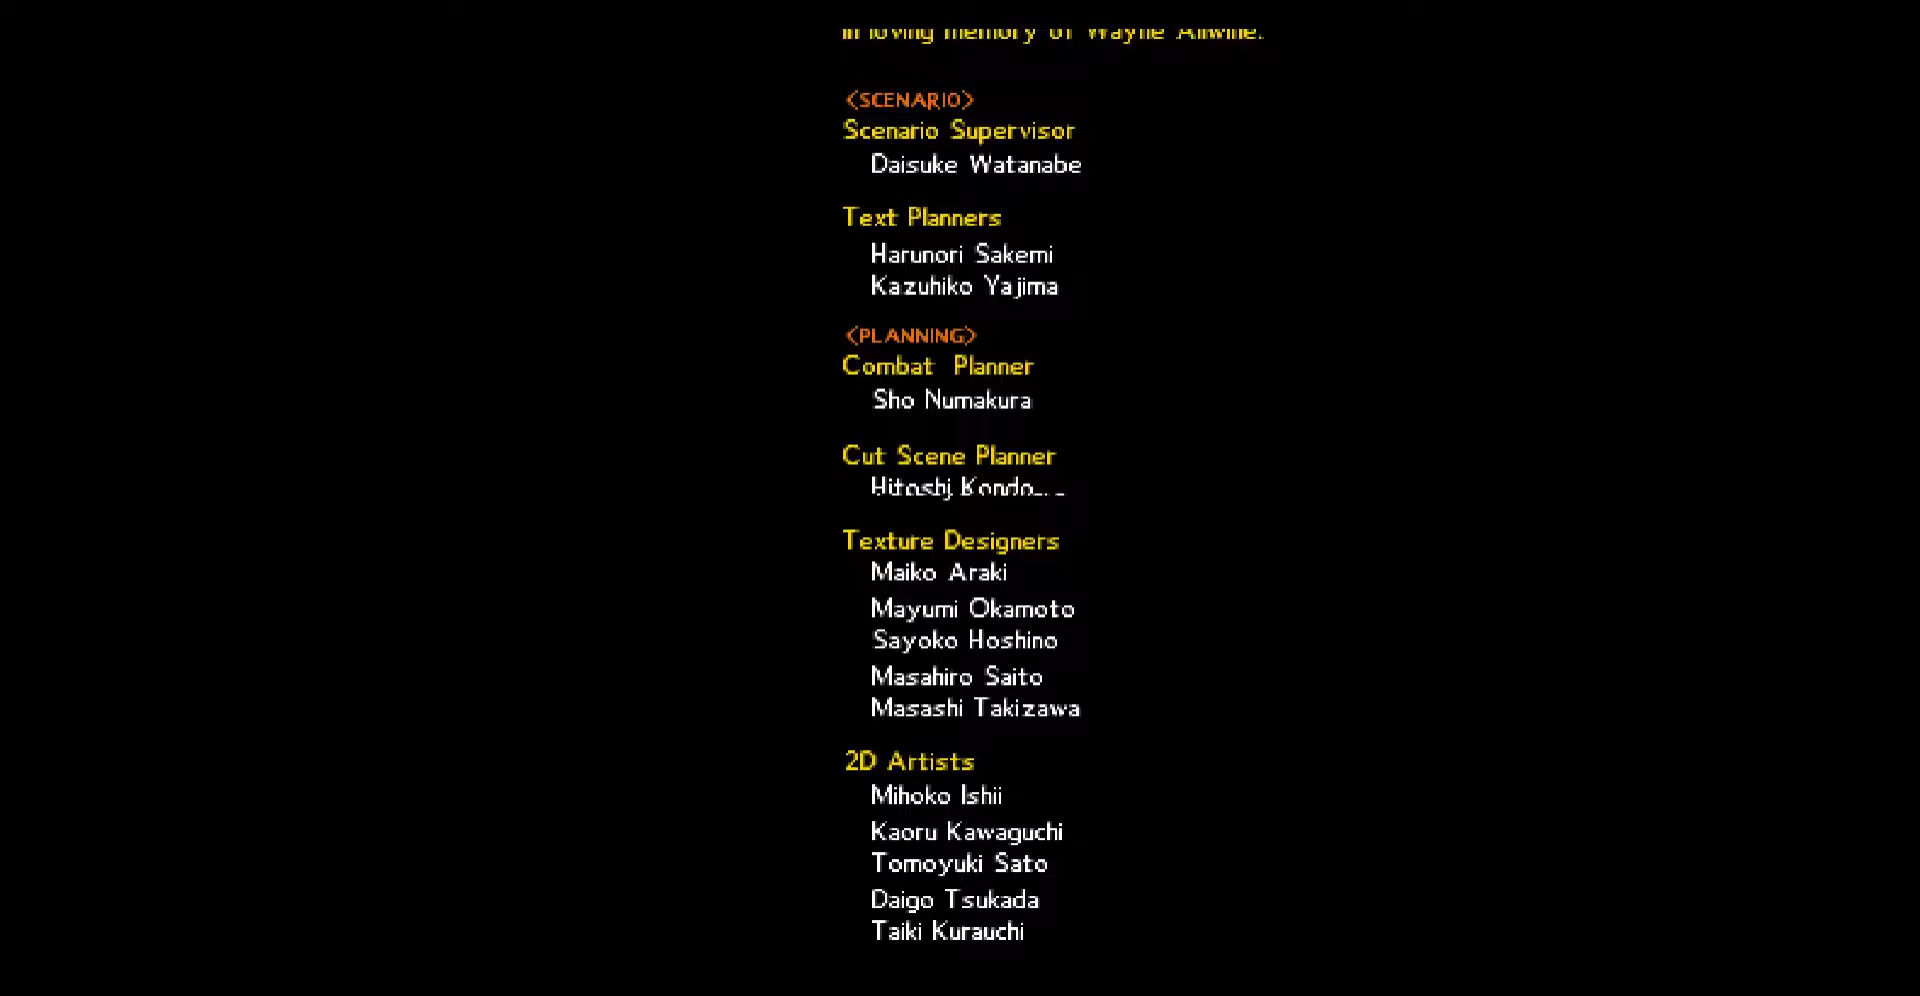 in loving memory of Wayne Allwine.
<SCENARIO>
Scenario Supervisor
Daisuke Watanabe
Text Planners
Harunori Sakemi
Kazuhiko Yajima
<PLANNING>
Combat Planner
Sho Numakura
Cut Scene Planner
Hitoshi Kondo
Texture Designers
Maiko Araki
Mayumi Okamoto
Sayoko Hoshino
Masahiro Saito
Masashi Takizawa
2D Artists
Mihoko Ishii
Kaoru Kawaguchi
Tomoyuki Sato
Daigo Tsukada
Taiki Kurauchi